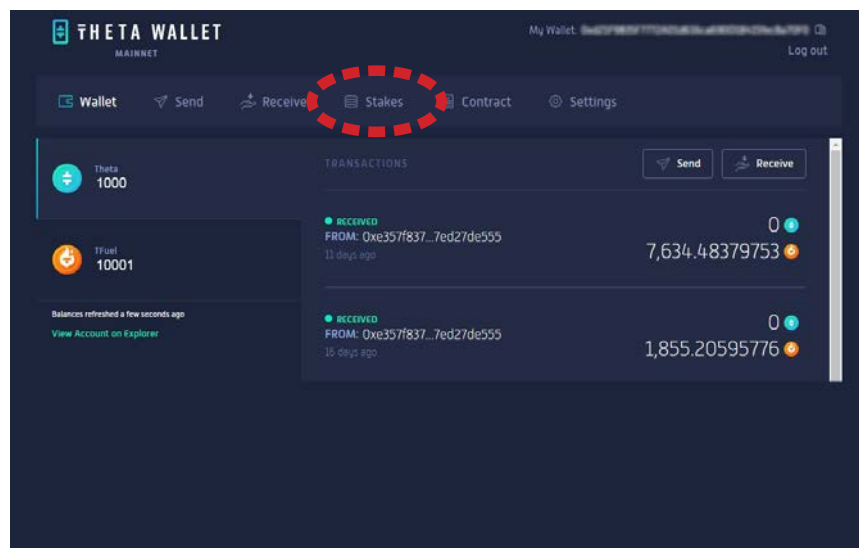 THETA WALLET
MAINNET
My Wallet:
Log out
Wallet
Send
Receive
Stakes
Contract
Settings
Theta
1000
TFuel
10001
Balances refreshed a few seconds ago
View Account on Explorer
TRANSACTIONS
Send
Receive
RECEIVED
FROM: 0xe357f837...7ed27de555
11 days ago
0
7,634.48379753
RECEIVED
FROM: 0xe357f837...7ed27de555
16 days ago
0
1,855.20595776